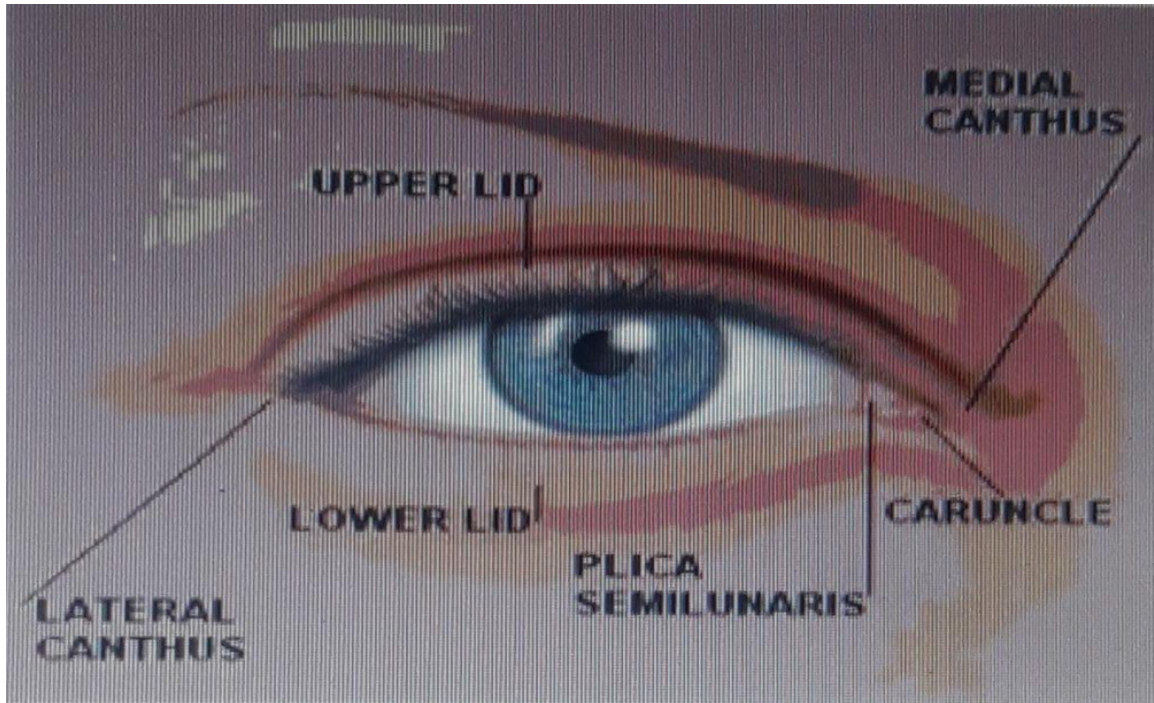 MEDIAL
CANTHUS
UPPER LID
LOWER LID
CARUNCLE
PLICA
SEMILUNARIS
LATERAL
CANTHUS